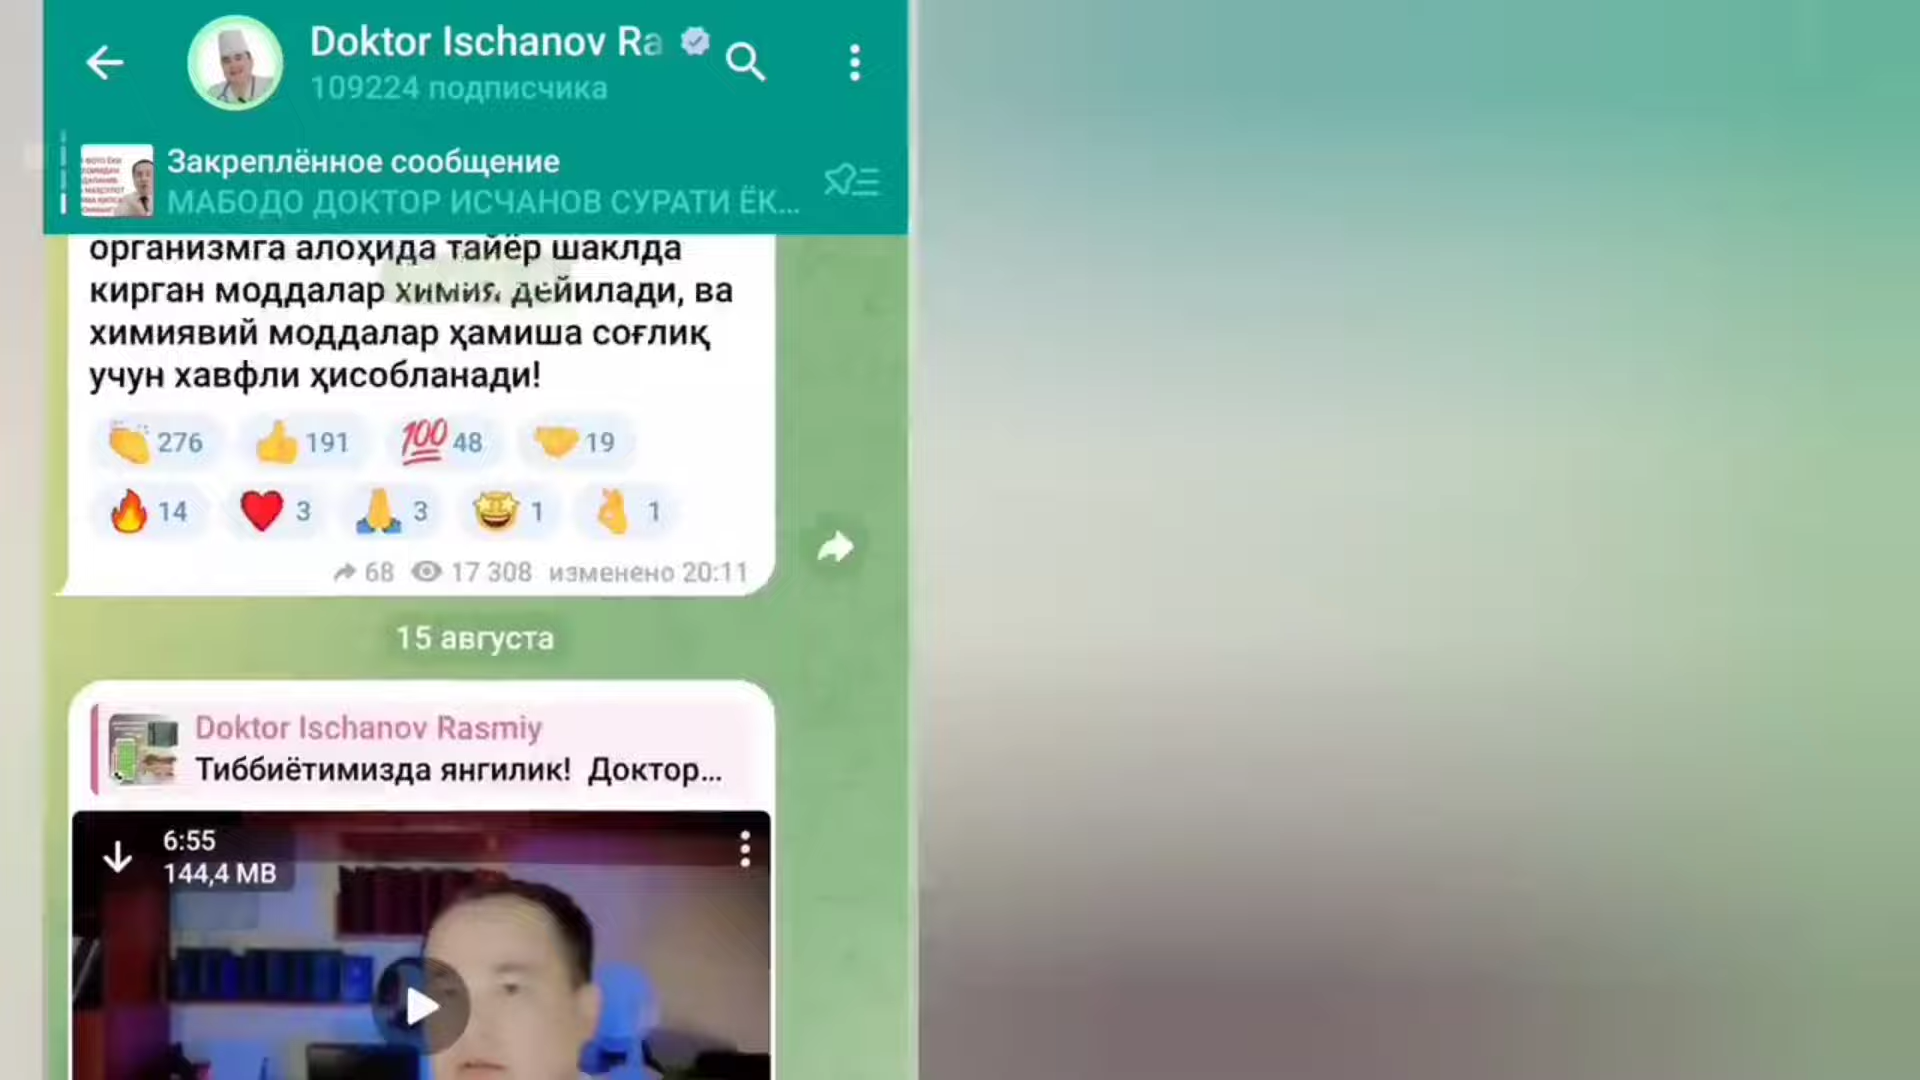 Doktor Ischanov Ra
109224 подписчика
Закреплённое сообщение
МАБОДО ДОКТОР ИСЧАНОВ СУРАТИ ЁК...
организмга алоҳида тайёр шаклда
кирган моддалар химия дейилади, ва
химиявий моддалар ҳамиша соғлиқ
учун хавфли ҳисобланади!
276 191 48 19
14 3 3 1 1
68 17 308 изменено 20:11
15 августа
Doktor Ischanov Rasmiy
Тиббиётимизда янгилик! Доктор...
6:55
144,4 MB